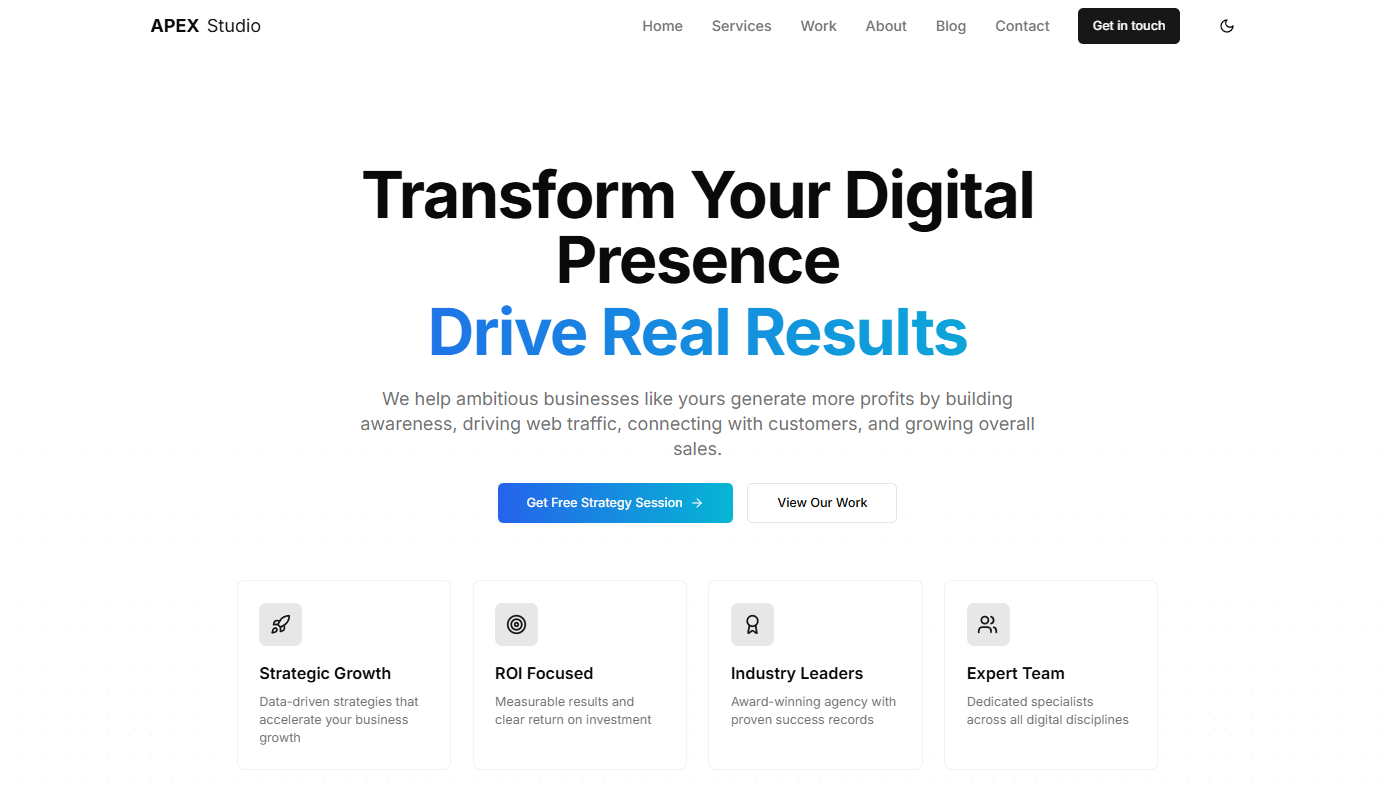 APEX Studio
Home Services Work About Blog Contact Get in touch
Transform Your Digital
Presence
Drive Real Results
We help ambitious businesses like yours generate more profits by building
awareness, driving web traffic, connecting with customers, and growing overall
sales.
Get Free Strategy Session
View Our Work
Strategic Growth
Data-driven strategies that
accelerate your business
growth
ROI Focused
Measurable results and
clear return on investment
Industry Leaders
Award-winning agency with
proven success records
Expert Team
Dedicated specialists
across all digital disciplines